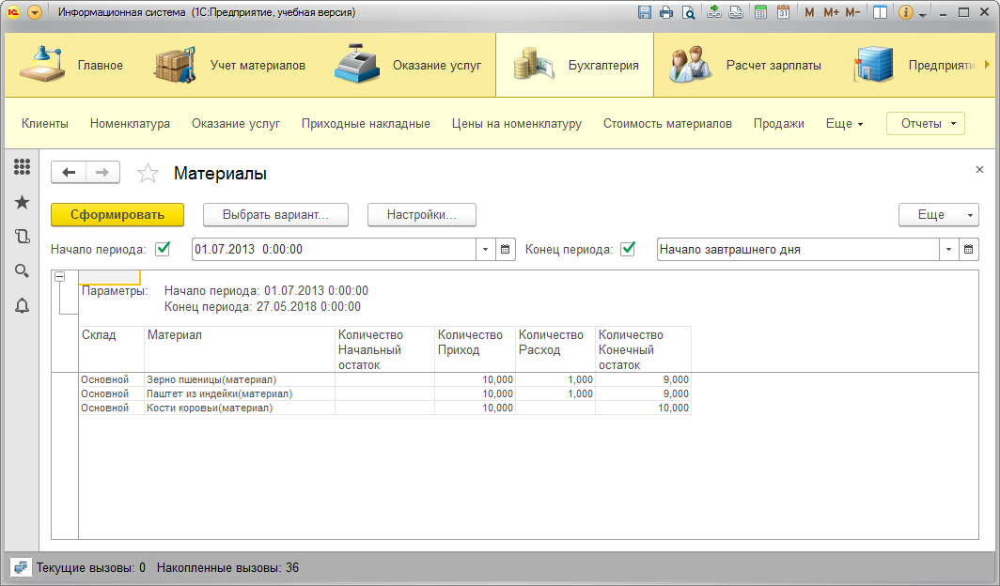 Информационная система (1С:Предприятие, учебная версия)
31 M M+ M-
Главное Учет материалов Оказание услуг Бухгалтерия Расчет зарплаты Предприяти
Клиенты Номенклатура Оказание услуг Приходные накладные Цены на номенклатуру Стоимость материалов Продажи Еще Отчеты
Материалы
Сформировать Выбрать вариант... Настройки... Еще
Начало периода: 01.07.2013 0:00:00 Конец периода: Начало завтрашнего дня
Параметры: Начало периода: 01.07.2013 0:00:00
Конец периода: 27.05.2018 0:00:00
Склад Материал Количество Количество Количество Количество
Начальный Приход Расход Конечный
остаток остаток
Основной Зерно пшеницы(материал) 10,000 1,000 9,000
Основной Паштет из индейки(материал) 10,000 1,000 9,000
Основной Кости коровьи(материал) 10,000 10,000
Текущие вызовы: 0 Накопленные вызовы: 36